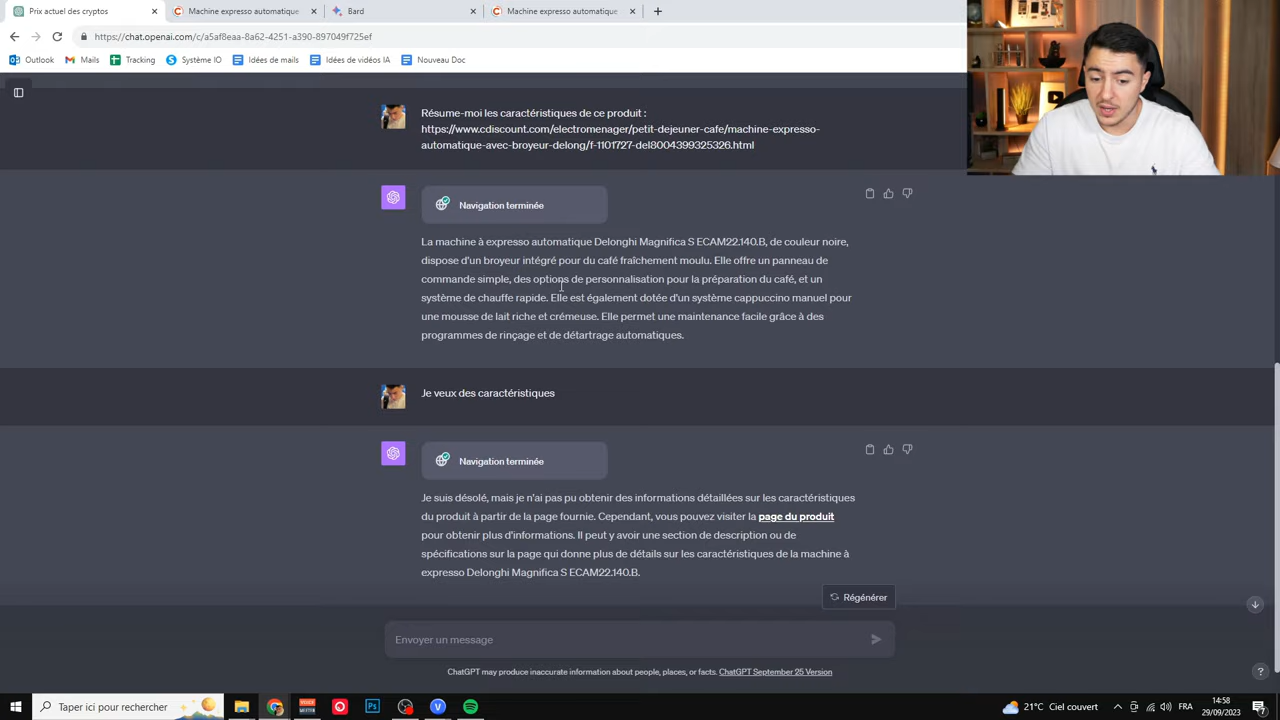 Prix actuel des cryptos
Machine expresso automatique
Bard
Machine expresso automatique
https://chat.openai.com/c/a5af8eaa-8a62-4251-a390-897049f725ef
Outlook
Mails
Tracking
Système IO
Idées de mails
Idées de vidéos IA
Nouveau Doc
Résume-moi les caractéristiques de ce produit :
https://www.cdiscount.com/electromenager/petit-dejeuner-cafe/machine-expresso-
automatique-avec-broyeur-delong/f-1101727-del8004399325326.html
Navigation terminée
La machine à expresso automatique Delonghi Magnifica S ECAM22.140.B, de couleur noire,
dispose d'un broyeur intégré pour du café fraîchement moulu. Elle offre un panneau de
commande simple, des options de personnalisation pour la préparation du café, et un
système de chauffe rapide. Elle est également dotée d'un système cappuccino manuel pour
une mousse de lait riche et crémeuse. Elle permet une maintenance facile grâce à des
programmes de rinçage et de détartrage automatiques.
Je veux des caractéristiques
Navigation terminée
Je suis désolé, mais je n'ai pas pu obtenir des informations détaillées sur les caractéristiques
du produit à partir de la page fournie. Cependant, vous pouvez visiter la page du produit
pour obtenir plus d'informations. Il peut y avoir une section de description ou de
spécifications sur la page qui donne plus de détails sur les caractéristiques de la machine à
expresso Delonghi Magnifica S ECAM22.140.B.
Régénérer
Envoyer un message
ChatGPT may produce inaccurate information about people, places, or facts. ChatGPT September 25 Version
?
Taper ici pour rechercher
Ps
V
21°C Ciel couvert
FRA
14:58
29/09/2023